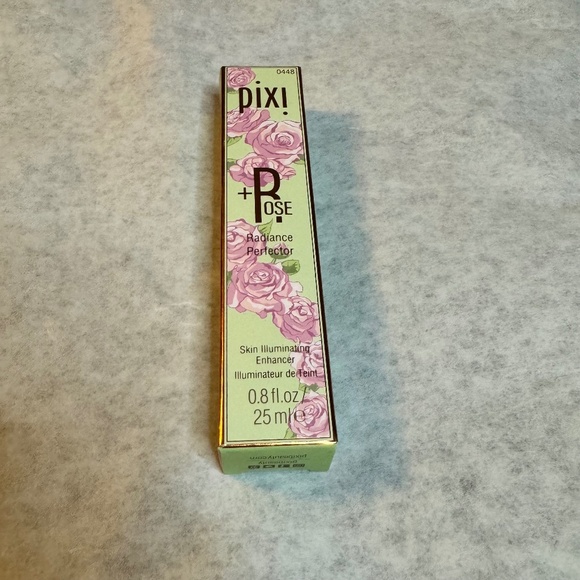 0448
pixi
+Rose
Radiance
Perfector
Skin Illuminating
Enhancer
Illuminateur de Teint
0.8 fl.oz/
25 ml e